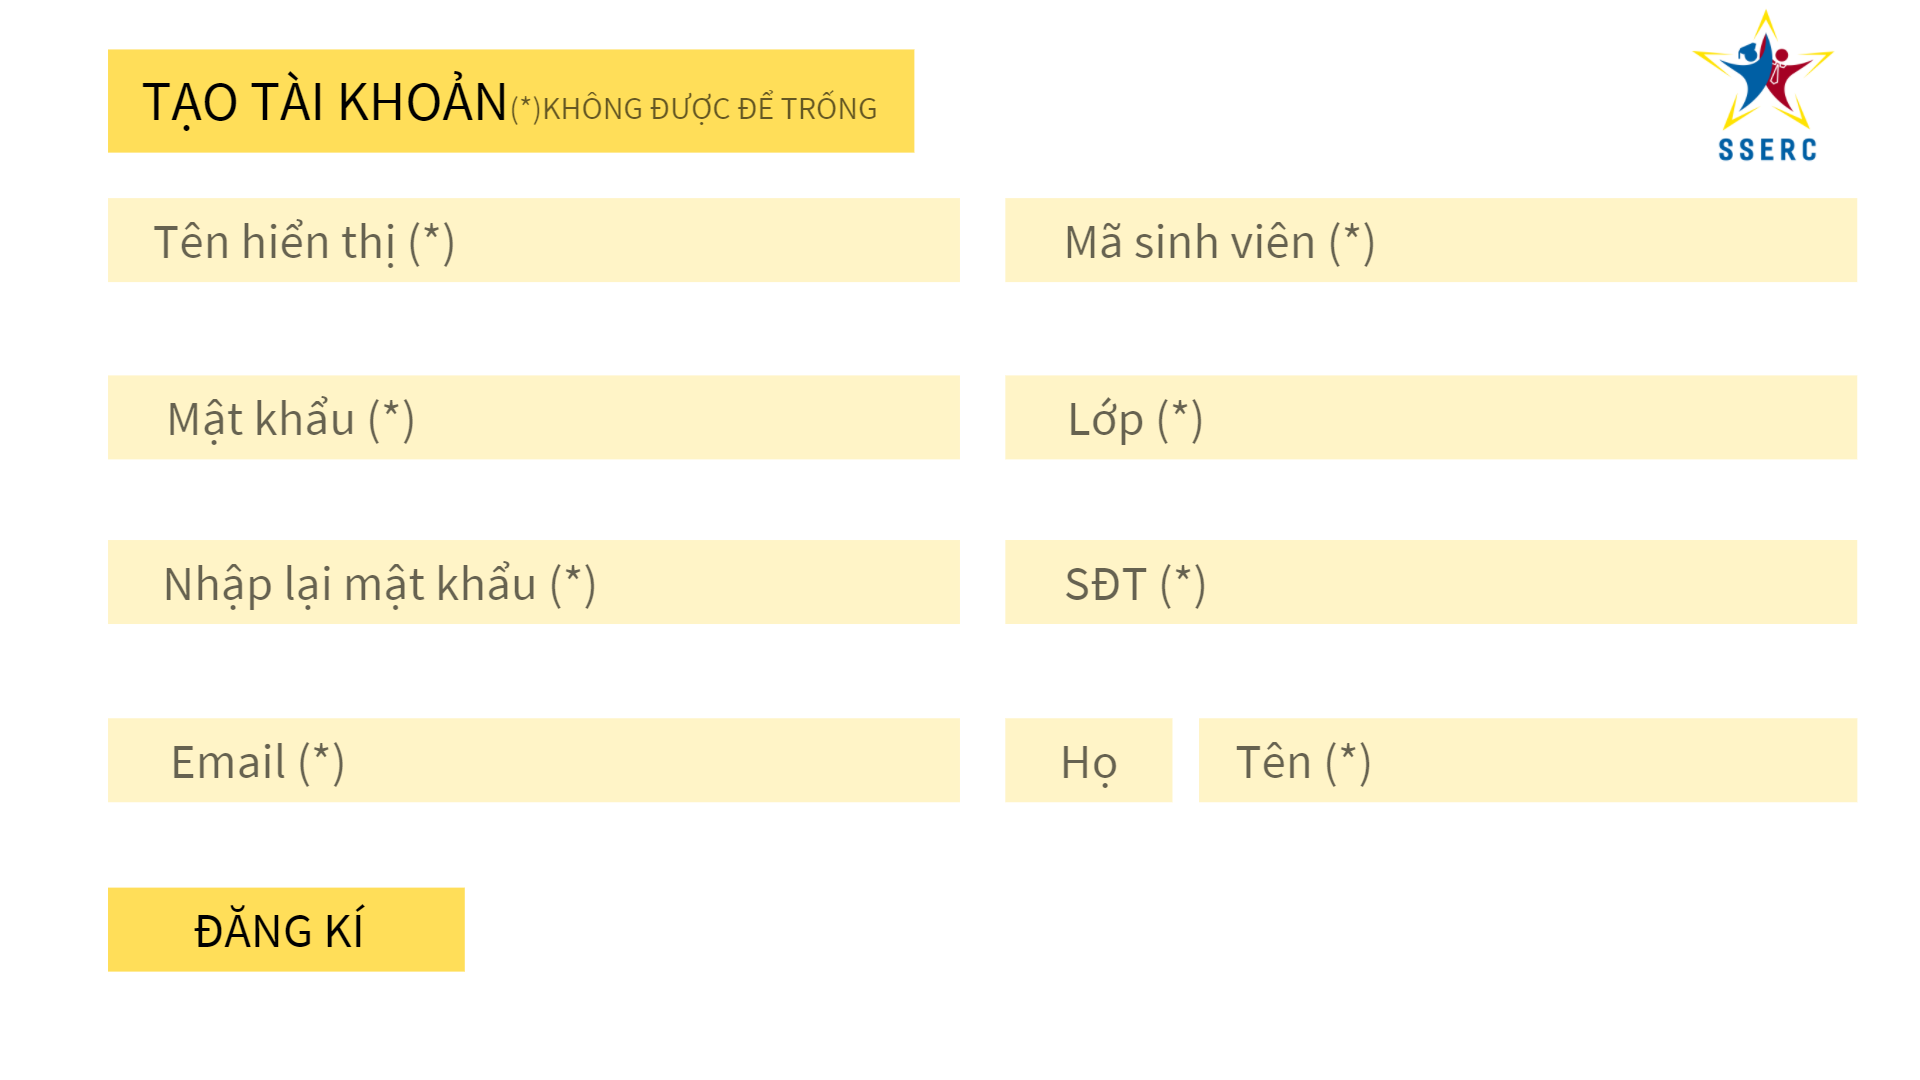 TẠO TÀI KHOẢN(*)KHÔNG ĐƯỢC ĐỂ TRỐNG
SSERC
Tên hiển thị (*)
Mã sinh viên (*)
Mật khẩu (*)
Lớp (*)
Nhập lại mật khẩu (*)
SĐT (*)
Email (*)
Họ
Tên (*)
ĐĂNG KÍ